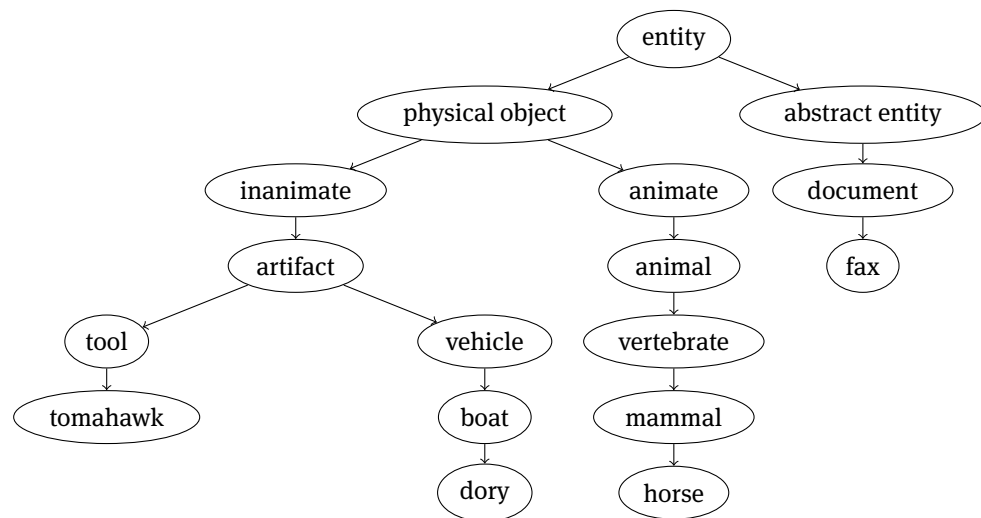 entity
physical object
abstract entity
inanimate
animate
document
artifact
animal
fax
tool
vehicle
vertebrate
tomahawk
boat
mammal
dory
horse